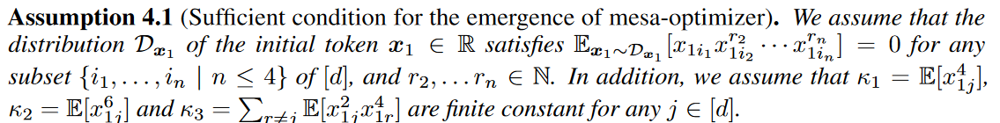 Assumption 4.1 (Sufficient condition for the emergence of mesa-optimizer). We assume that the
distribution $\mathcal{D}_{\boldsymbol{x}_1}$ of the initial token $\boldsymbol{x}_1 \in \mathbb{R}$ satisfies $\mathbb{E}_{\boldsymbol{x}_1 \sim \mathcal{D}_{\boldsymbol{x}_1}}[x_{1i_1} x_{1i_2}^{r_2} \cdots x_{1i_n}^{r_n}] = 0$ for any
subset $\{i_1, \ldots, i_n \mid n \leq 4\}$ of $[d]$, and $r_2, \ldots r_n \in \mathbb{N}$. In addition, we assume that $\kappa_1 = \mathbb{E}[x_{1j}^4]$,
$\kappa_2 = \mathbb{E}[x_{1j}^6]$ and $\kappa_3 = \sum_{r \neq j} \mathbb{E}[x_{1j}^2 x_{1r}^4]$ are finite constant for any $j \in [d]$.